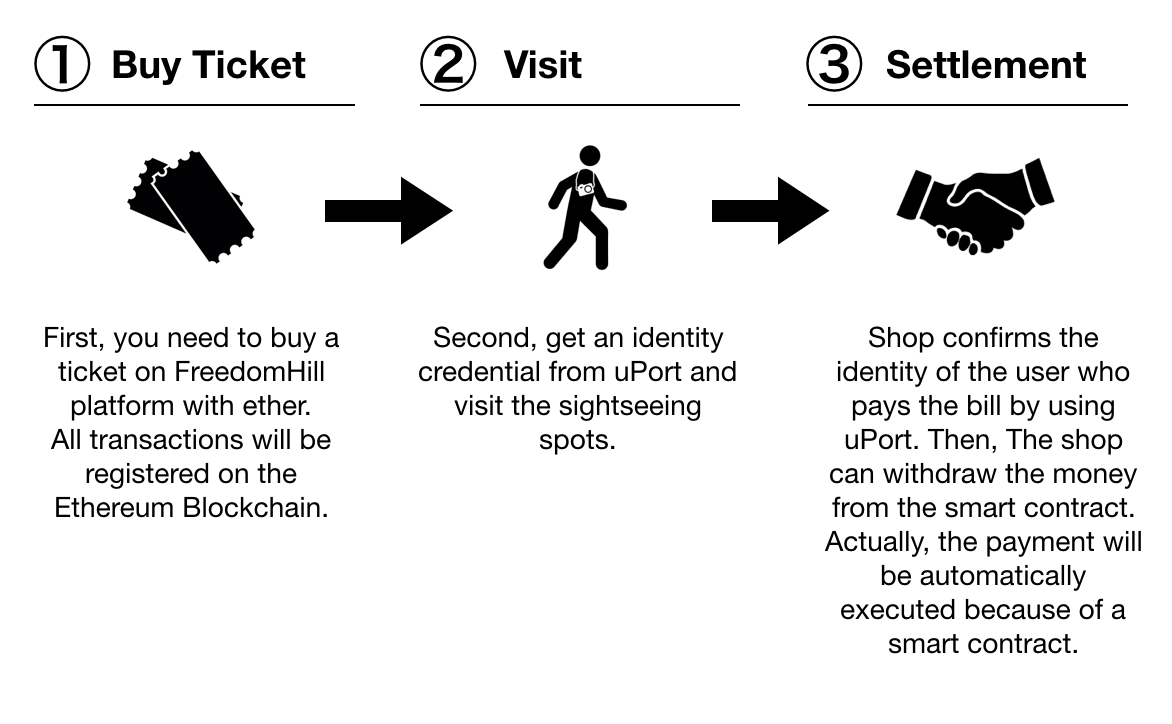 ① Buy Ticket
First, you need to buy a
ticket on FreedomHill
platform with ether.
All transactions will be
registered on the
Ethereum Blockchain.
② Visit
Second, get an identity
credential from uPort and
visit the sightseeing
spots.
③ Settlement
Shop confirms the
identity of the user who
pays the bill by using
uPort. Then, The shop
can withdraw the money
from the smart contract.
Actually, the payment will
be automatically
executed because of a
smart contract.